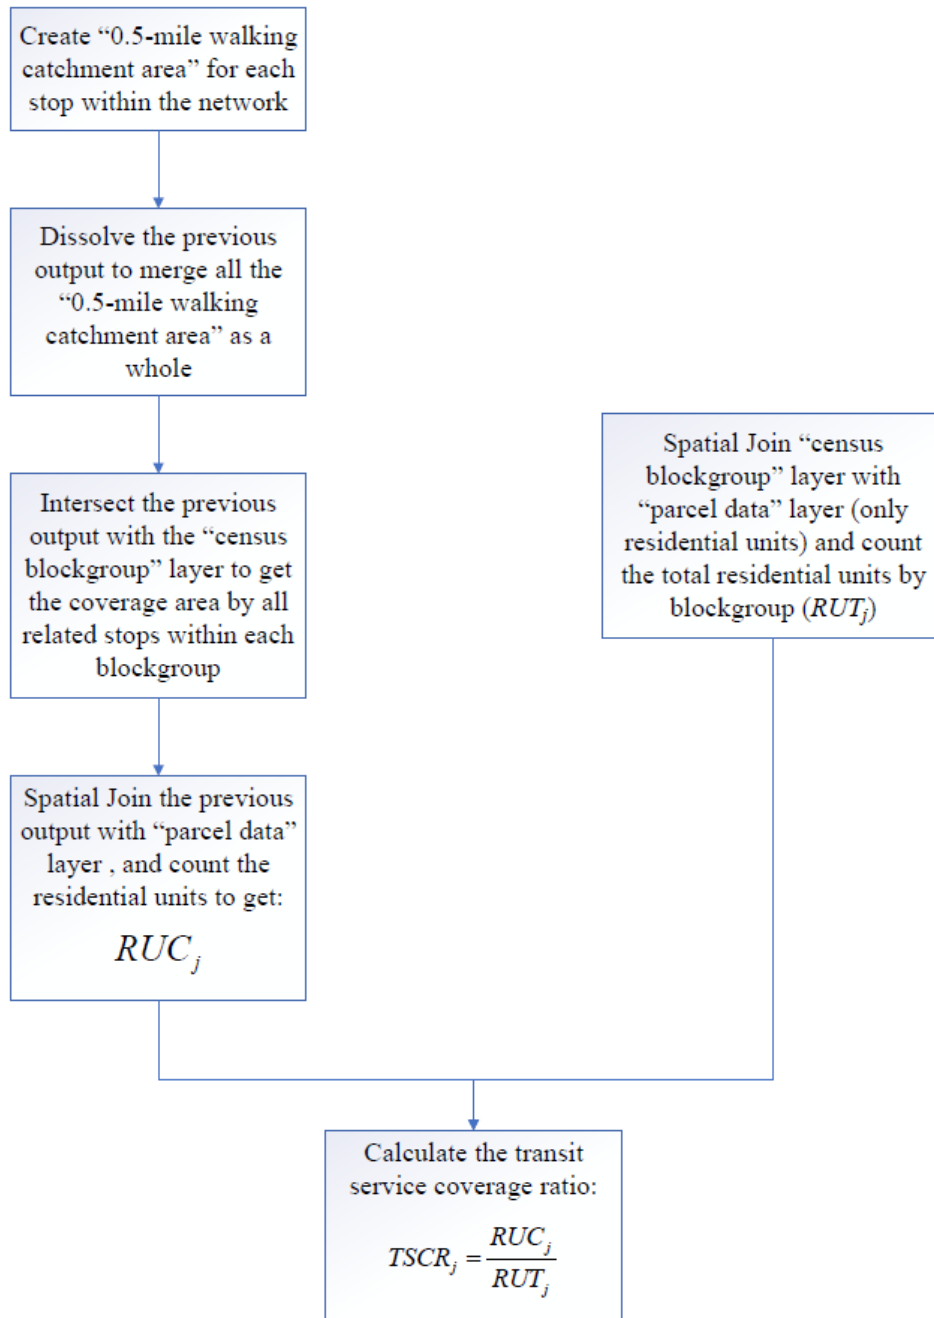 Create “0.5-mile walking
catchment area” for each
stop within the network
Dissolve the previous
output to merge all the
“0.5-mile walking
catchment area” as a
whole
Intersect the previous
output with the “census
blockgroup” layer to get
the coverage area by all
related stops within each
blockgroup
Spatial Join the previous
output with “parcel data”
layer , and count the
residential units to get:
RUC_j
Spatial Join “census
blockgroup” layer with
“parcel data” layer (only
residential units) and count
the total residential units by
blockgroup (RUT_j)
Calculate the transit
service coverage ratio:
TSCR_j = RUC_j / RUT_j